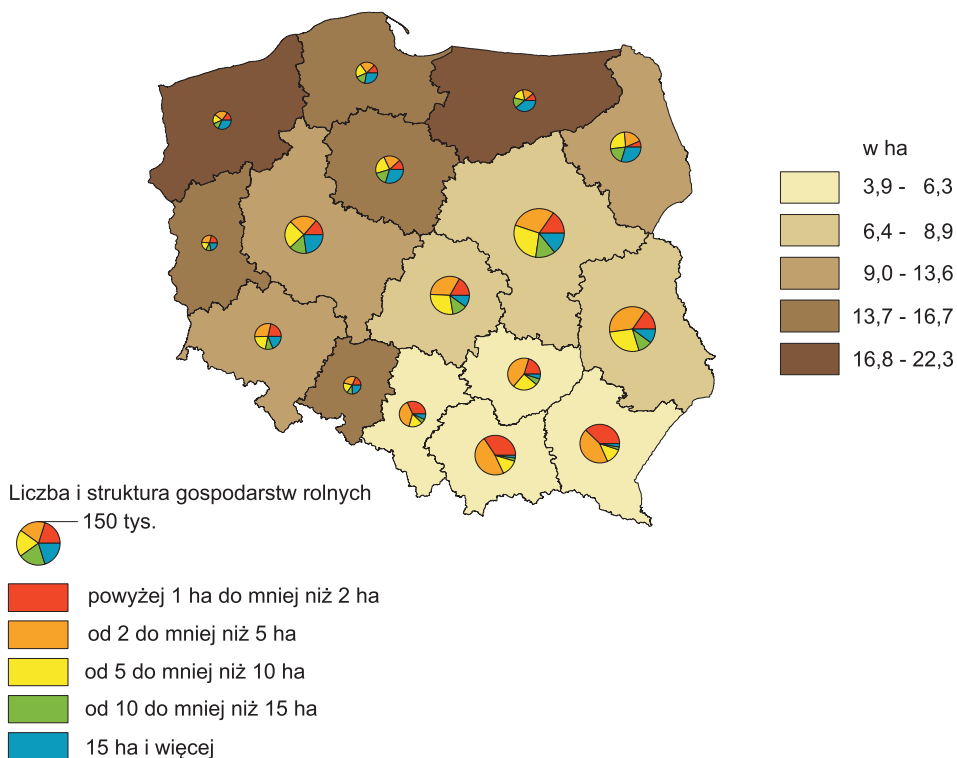 w ha
3,9 - 6,3
6,4 - 8,9
9,0 - 13,6
13,7 - 16,7
16,8 - 22,3
Liczba i struktura gospodarstw rolnych
150 tys.
powyżej 1 ha do mniej niż 2 ha
od 2 do mniej niż 5 ha
od 5 do mniej niż 10 ha
od 10 do mniej niż 15 ha
15 ha i więcej